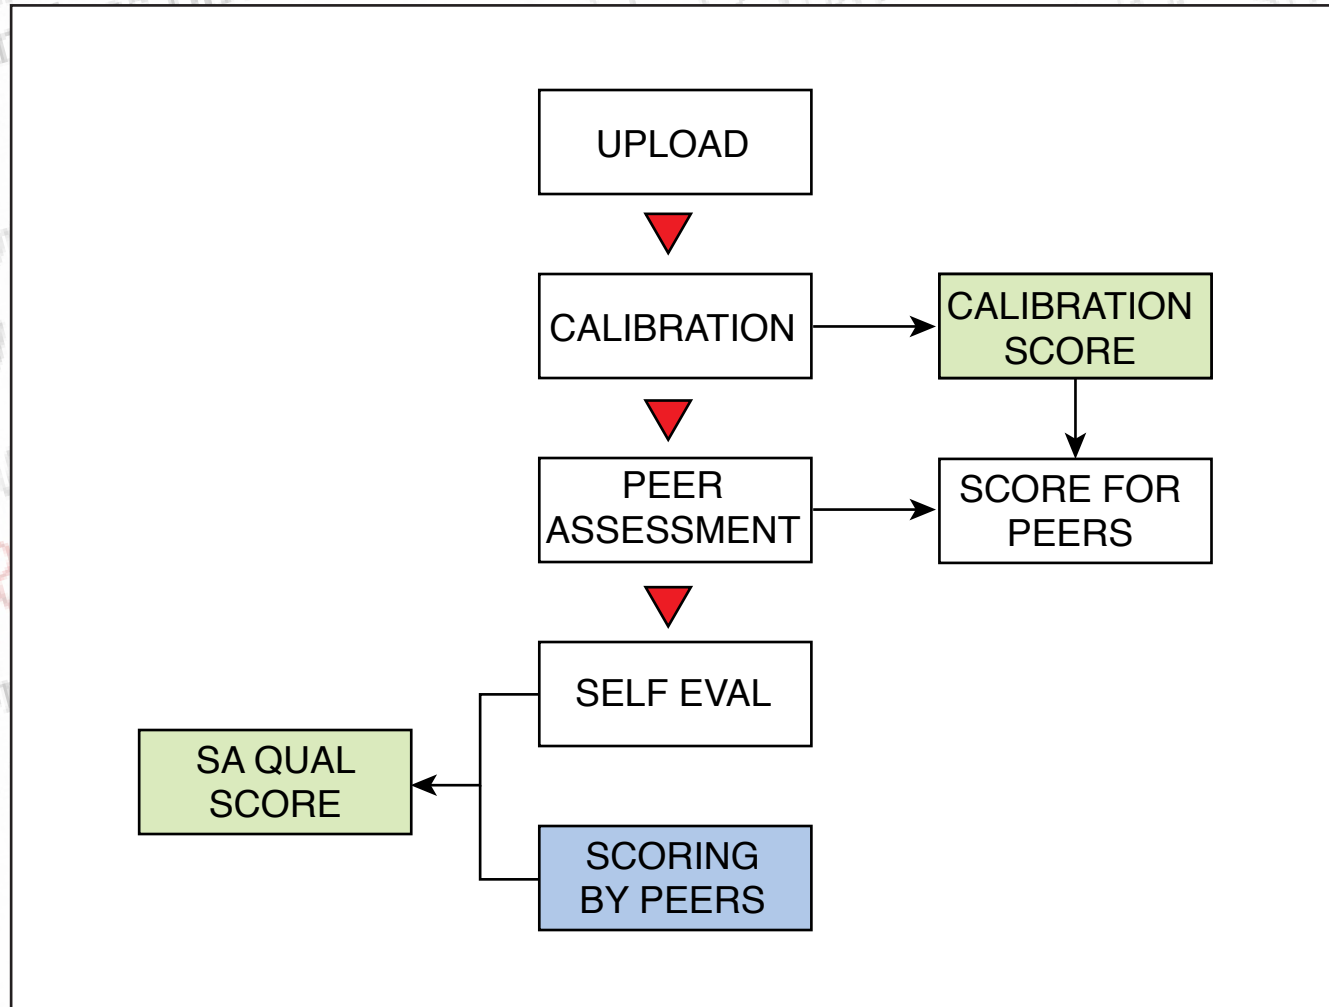 UPLOAD
CALIBRATION
CALIBRATION
SCORE
PEER
ASSESSMENT
SCORE FOR
PEERS
SELF EVAL
SA QUAL
SCORE
SCORING
BY PEERS